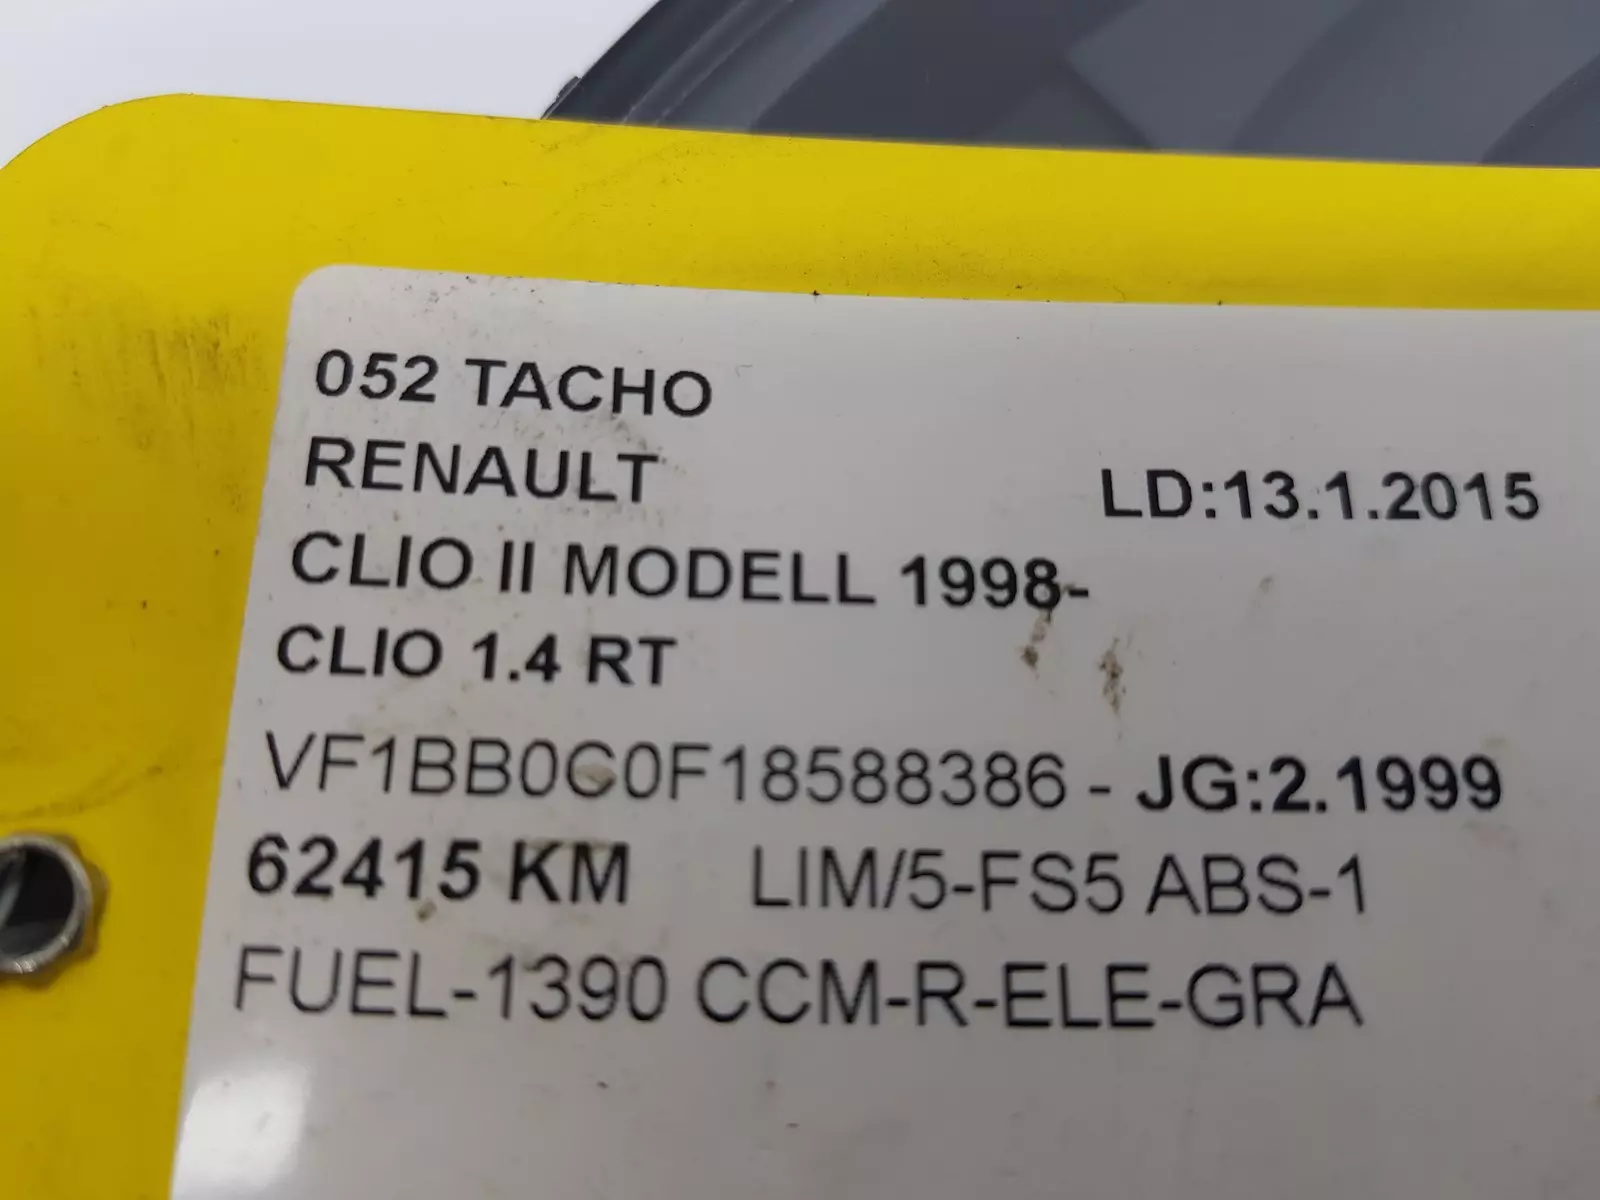 052 TACHO
RENAULT
LD:13.1.2015
CLIO II MODELL 1998-
CLIO 1.4 RT
VF1BB0C0F18588386 - JG:2.1999
62415 KM LIM/5-FS5 ABS-1
FUEL-1390 CCM-R-ELE-GRA